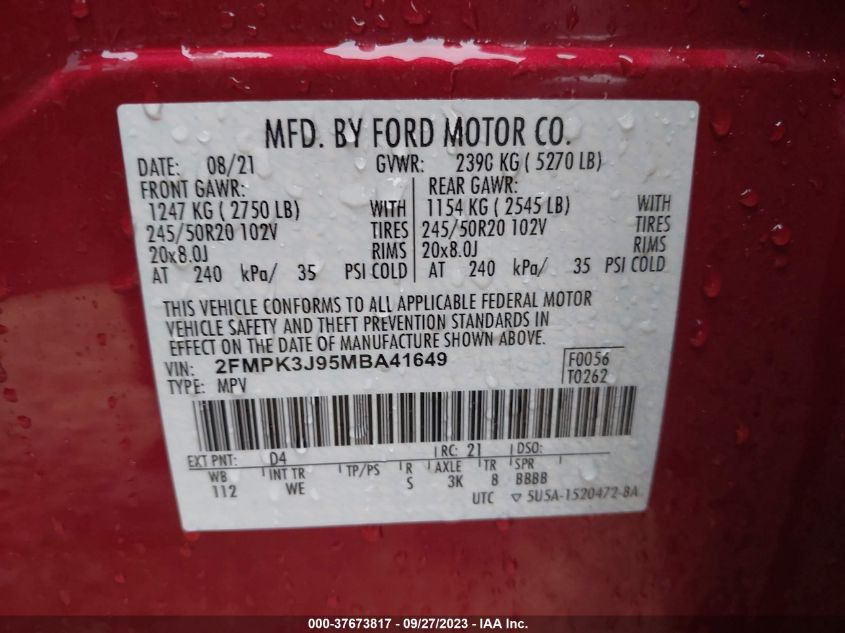 MFD. BY FORD MOTOR CO.
DATE: 08/21 GVWR: 2390 KG ( 5270 LB)
FRONT GAWR: REAR GAWR:
1247 KG ( 2750 LB) WITH 1154 KG ( 2545 LB) WITH
245/50R20 102V TIRES 245/50R20 102V TIRES
20x8.0J RIMS 20x8.0J RIMS
AT 240 kPa/ 35 PSI COLD AT 240 kPa/ 35 PSI COLD
THIS VEHICLE CONFORMS TO ALL APPLICABLE FEDERAL MOTOR
VEHICLE SAFETY AND THEFT PREVENTION STANDARDS IN
EFFECT ON THE DATE OF MANUFACTURE SHOWN ABOVE.
VIN: 2FMPK3J95MBA41649 F0056
TYPE: MPV T0262
EXT PNT: D4 RC: 21 DSO:
WB INT TR TP/PS R AXLE TR SPR
112 WE S 3K 8 BBBB
UTC ▽ 5U5A-1520472-BA
000-37673817 - 09/27/2023 - IAA Inc.